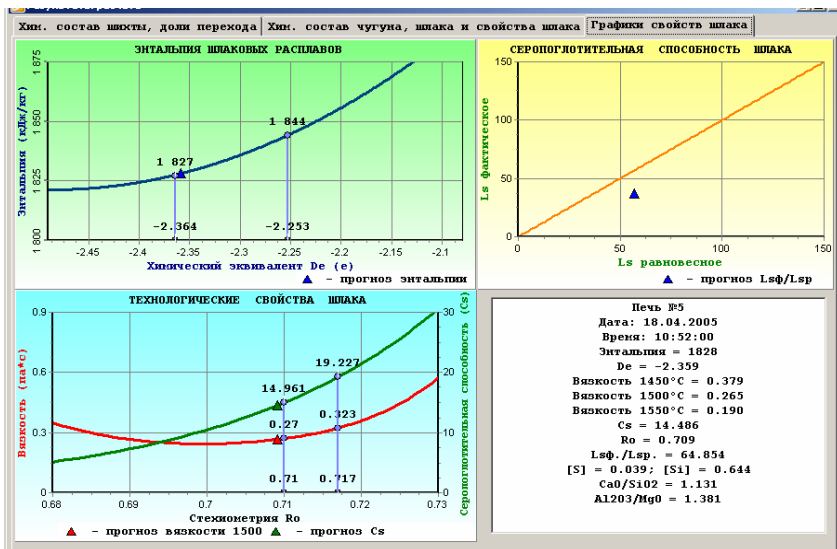 Хим. состав шихты, доли перехода Хим. состав чугуна, шлака и свойства шлака Графики свойств шлака
ЭНТАЛЬПИЯ ШЛАКОВЫХ РАСПЛАВОВ
Энтальпия (кДж/кг)
1 875
1 850
1 825
1 800
1 827
1 844
-2.364
-2.253
-2.45 -2.4 -2.35 -2.3 -2.25 -2.2 -2.15 -2.1
Химический эквивалент De (e)
- прогноз энтальпии
СЕРОПОГЛОТИТЕЛЬНАЯ СПОСОБНОСТЬ ШЛАКА
Ls фактическое
150
100
50
0
0 50 100 150
Ls равновесное
- прогноз Lsф/Lsр
ТЕХНОЛОГИЧЕСКИЕ СВОЙСТВА ШЛАКА
Вязкость (па*с)
0.9
0.6
0.3
0
Серопоглотительная способность (Cs)
30
20
10
0
19.227
14.961
0.323
0.27
0.71 0.717
0.68 0.69 0.7 0.71 0.72 0.73
Стехиометрия Ro
- прогноз вязкости 1500 - прогноз Cs
Печь №5
Дата: 18.04.2005
Время: 10:52:00
Энтальпия = 1828
De = -2.359
Вязкость 1450°C = 0.379
Вязкость 1500°C = 0.265
Вязкость 1550°C = 0.190
Cs = 14.486
Ro = 0.709
Lsф./Lsр. = 64.854
[S] = 0.039; [Si] = 0.644
CaO/SiO2 = 1.131
Al2O3/MgO = 1.381